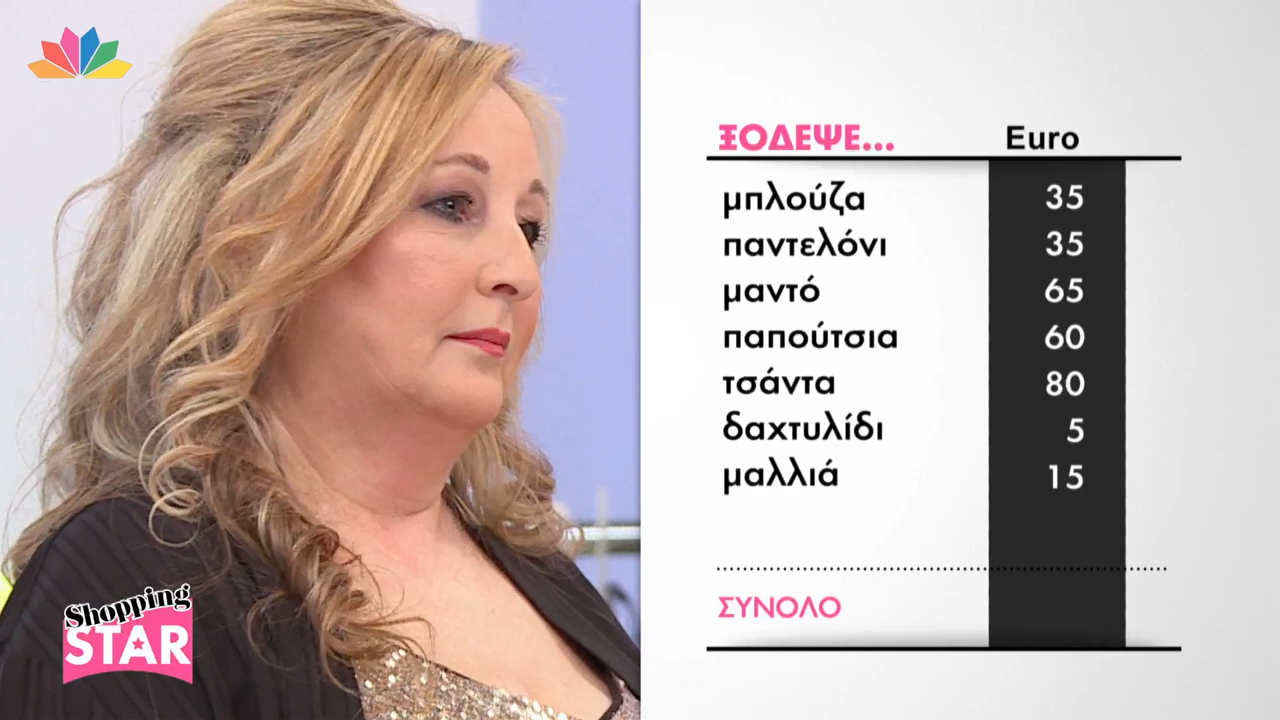 ΞΟΔΕΨΕ... Euro
μπλούζα 35
παντελόνι 35
μαντό 65
παπούτσια 60
τσάντα 80
δαχτυλίδι 5
μαλλιά 15
ΣΥΝΟΛΟ
Shopping
STAR